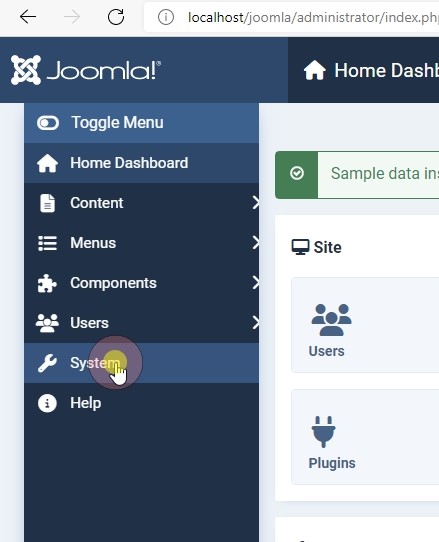 localhost/joomla/administrator/index.php
Joomla!®
Home Dashb
Toggle Menu
Home Dashboard
Content
Menus
Components
Users
System
Help
Sample data ins
Site
Users
Plugins